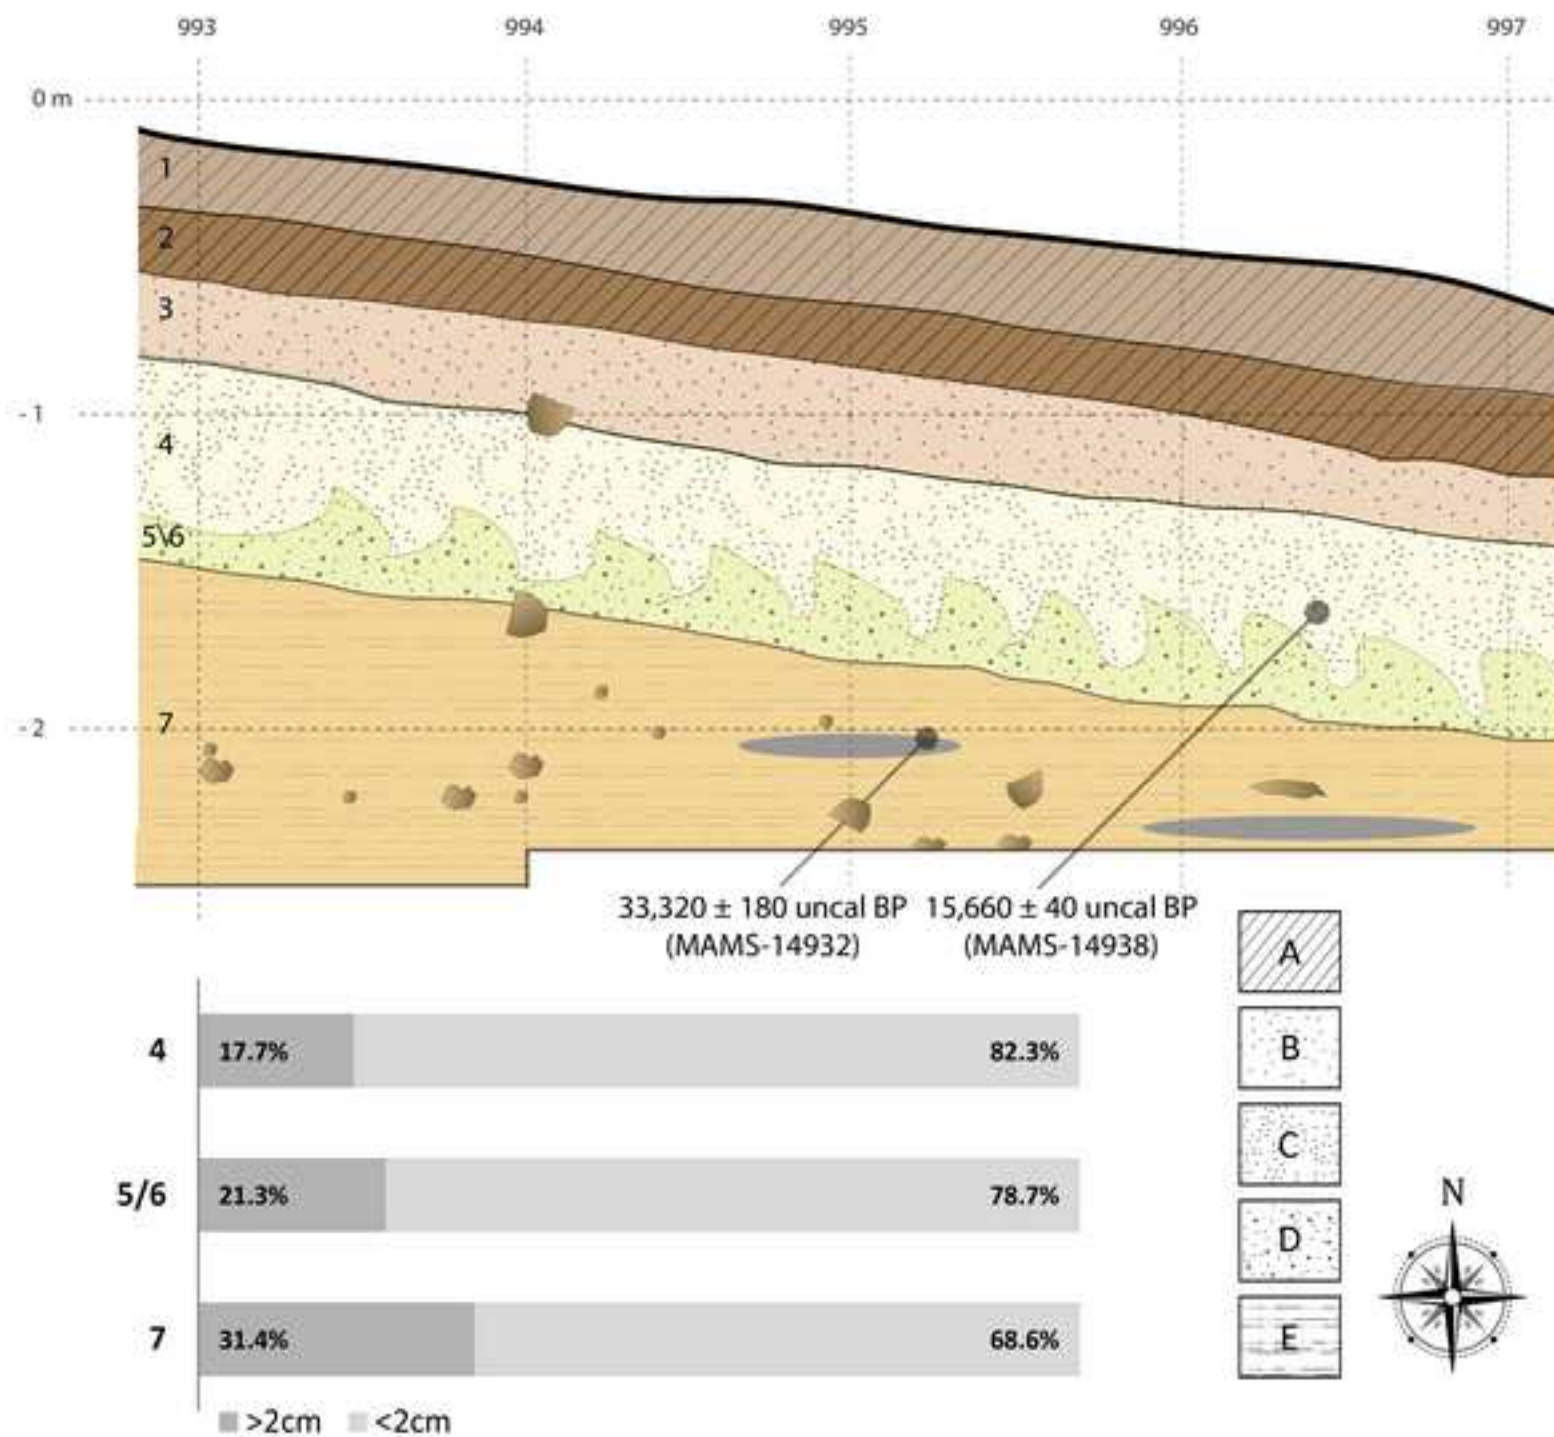 993 994 995 996 997
0 m
1
2
3
-1
4
5\6
7
-2
33,320 ± 180 uncal BP 15,660 ± 40 uncal BP
(MAMS-14932) (MAMS-14938)
A
B
C
D
E
N
4 17.7% 82.3%
5/6 21.3% 78.7%
7 31.4% 68.6%
>2cm <2cm